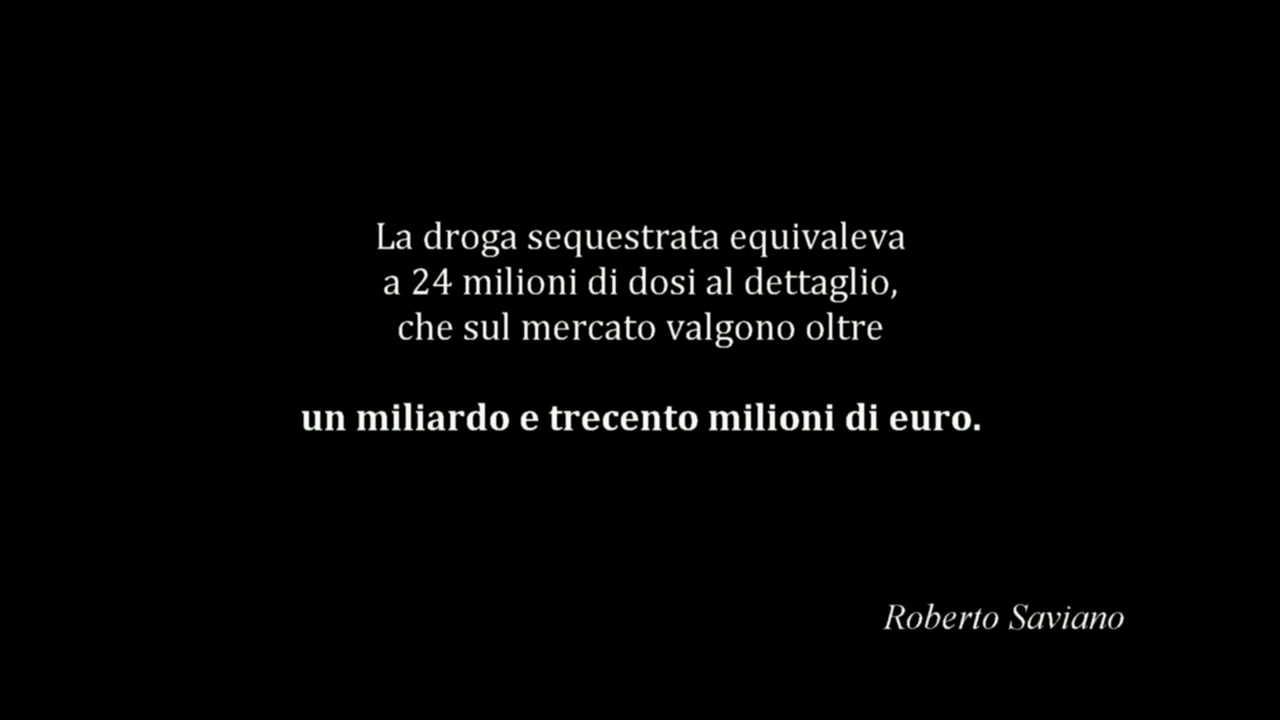 La droga sequestrata equivaleva
a 24 milioni di dosi al dettaglio,
che sul mercato valgono oltre
un miliardo e trecento milioni di euro.
Roberto Saviano